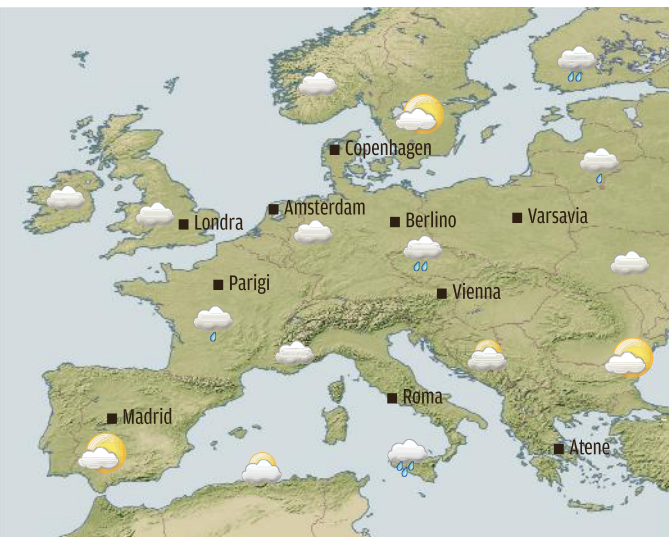 Copenhagen
Amsterdam
Londra
Berlino
Varsavia
Parigi
Vienna
Roma
Madrid
Atene